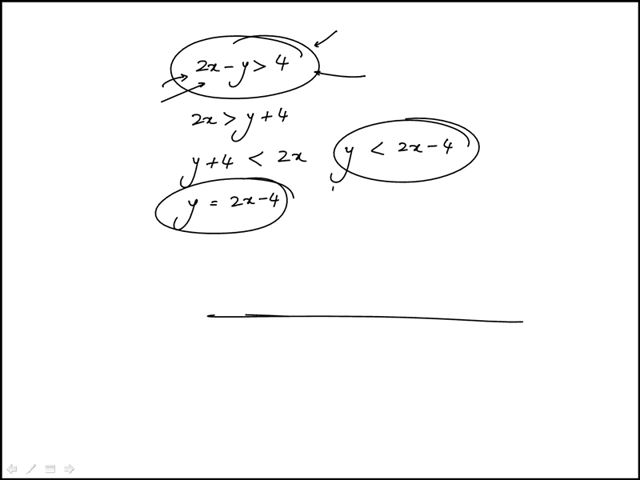 2x - y > 4
2x > y + 4
y + 4 < 2x
y < 2x - 4
y = 2x - 4